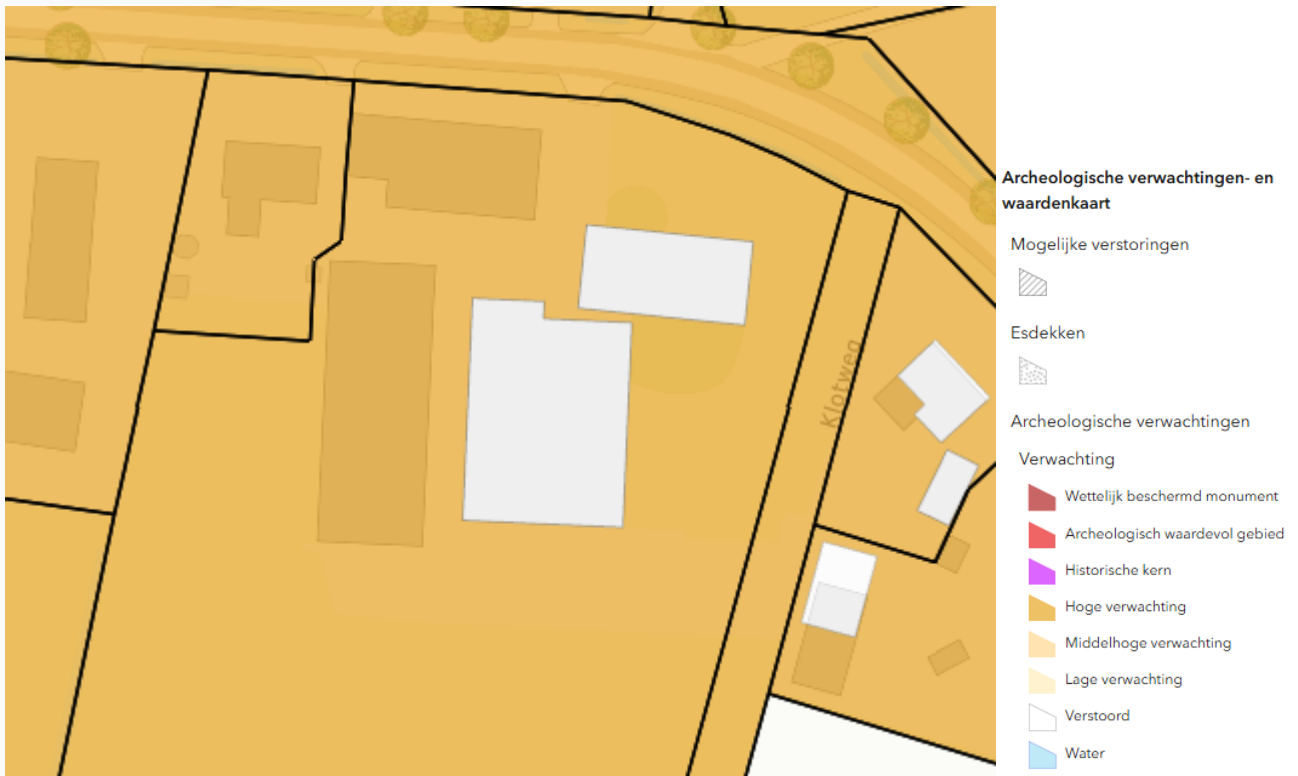 Klotweg
Archeologische verwachtingen- en
waardenkaart
Mogelijke verstoringen
Esdekken
Archeologische verwachtingen
Verwachting
Wettelijk beschermd monument
Archeologisch waardevol gebied
Historische kern
Hoge verwachting
Middelhoge verwachting
Lage verwachting
Verstoord
Water